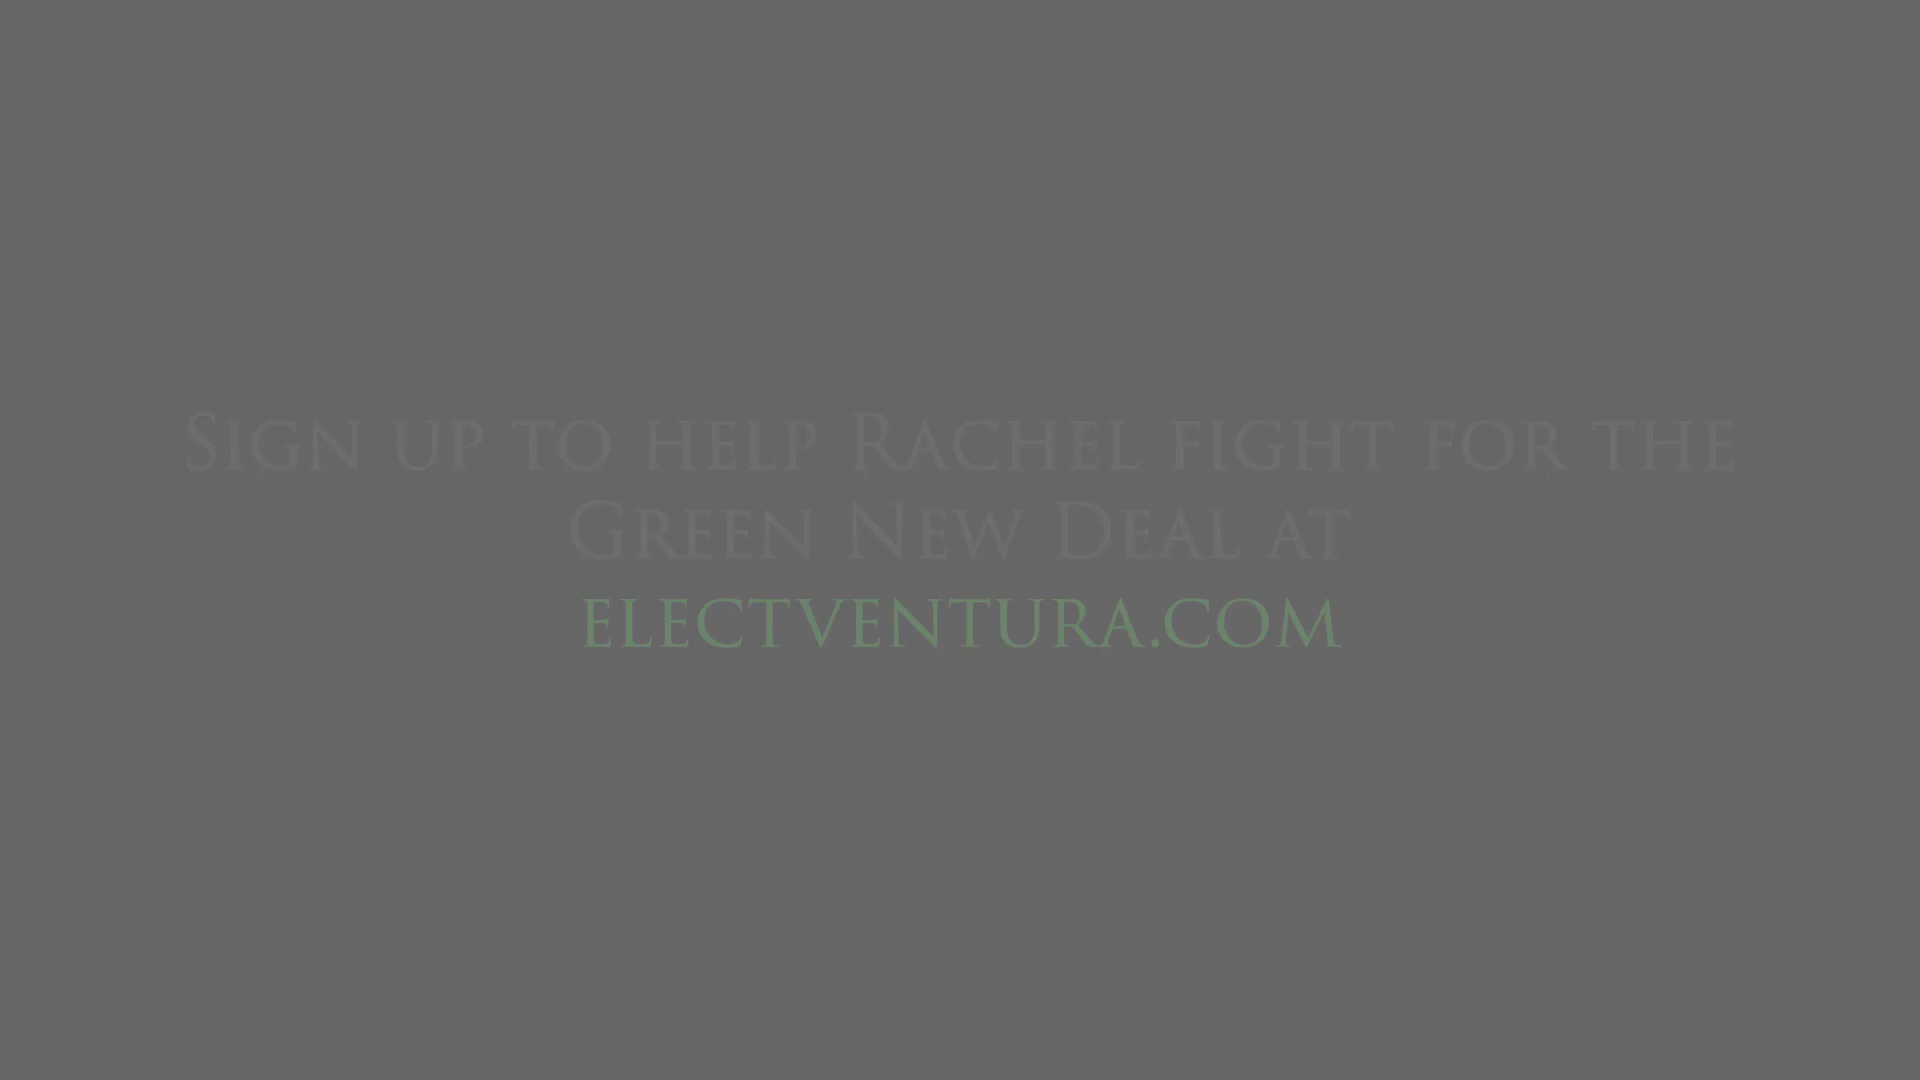 Sign up to help Rachel fight for the
Green New Deal at
electventura.com